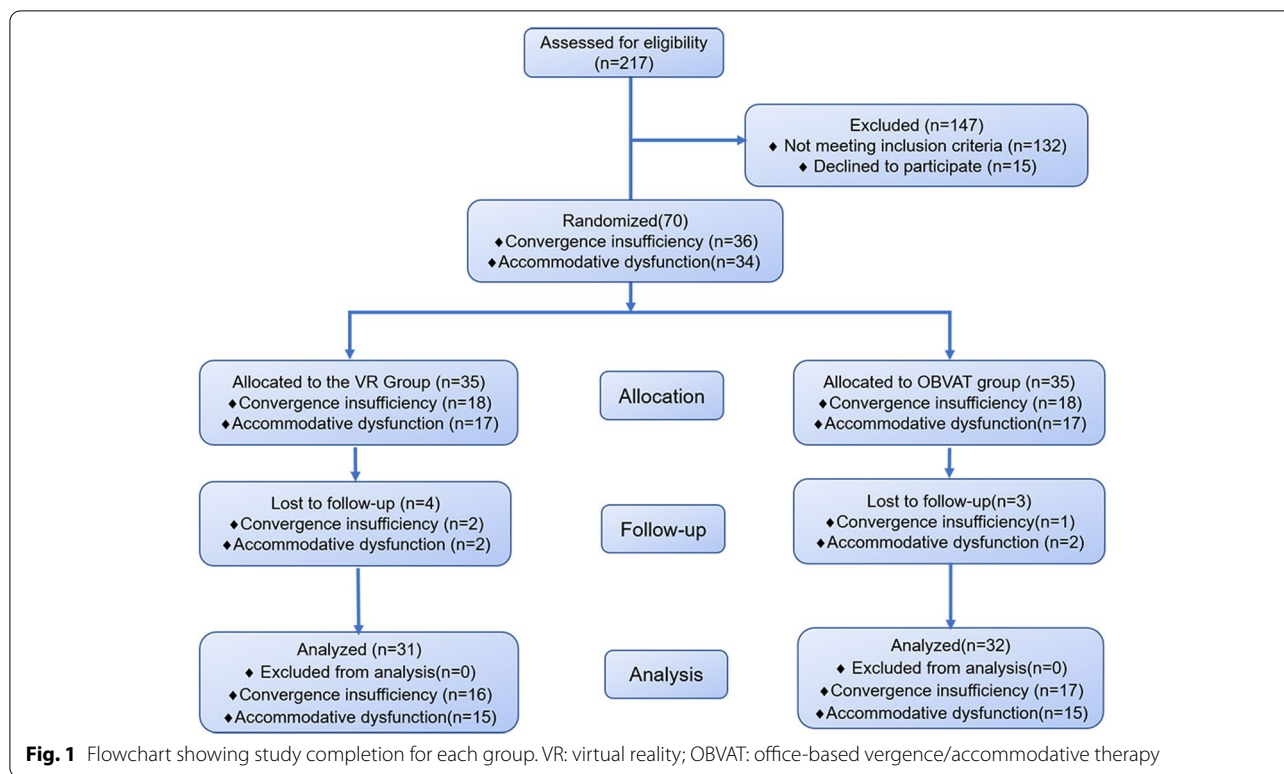 Assessed for eligibility
(n=217)
Excluded (n=147)
♦ Not meeting inclusion criteria (n=132)
♦ Declined to participate (n=15)
Randomized(70)
♦Convergence insufficiency (n=36)
♦Accommodative dysfunction(n=34)
Allocated to the VR Group (n=35)
♦Convergence insufficiency (n=18)
♦Accommodative dysfunction (n=17)
Allocation
Allocated to OBVAT group (n=35)
♦Convergence insufficiency (n=18)
♦Accommodative dysfunction(n=17)
Lost to follow-up (n=4)
♦Convergence insufficiency (n=2)
♦Accommodative dysfunction (n=2)
Follow-up
Lost to follow-up(n=3)
♦Convergence insufficiency(n=1)
♦Accommodative dysfunction (n=2)
Analyzed (n=31)
♦ Excluded from analysis(n=0)
♦Convergence insufficiency (n=16)
♦Accommodative dysfunction(n=15)
Analysis
Analyzed(n=32)
♦ Excluded from analysis(n=0)
♦Convergence insufficiency (n=17)
♦Accommodative dysfunction(n=15)
Fig. 1 Flowchart showing study completion for each group. VR: virtual reality; OBVAT: office-based vergence/accommodative therapy